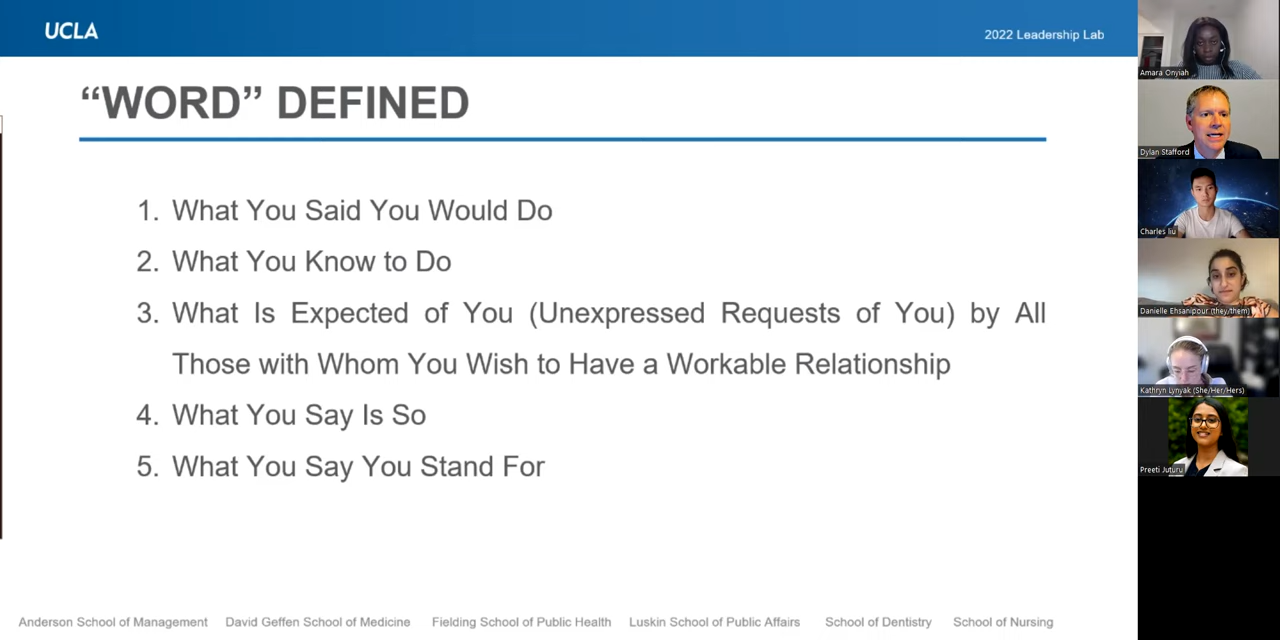 UCLA
2022 Leadership Lab
“WORD” DEFINED
1. What You Said You Would Do
2. What You Know to Do
3. What Is Expected of You (Unexpressed Requests of You) by All
Those with Whom You Wish to Have a Workable Relationship
4. What You Say Is So
5. What You Say You Stand For
Anderson School of Management David Geffen School of Medicine Fielding School of Public Health Luskin School of Public Affairs School of Dentistry School of Nursing
Amara Onyiah
Dylan Stafford
Charles liu
Danielle Ehsanipour (they/them)
Kathryn Lynyak (She/Her/Hers)
Preeti Juturu